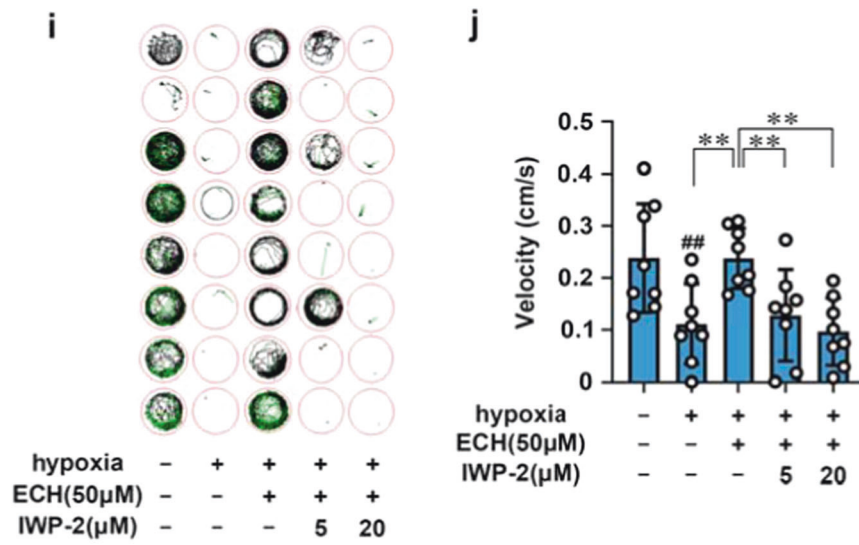 i
hypoxia – + + + +
ECH(50μM) – – + + +
IWP-2(μM) – – – 5 20
j
Velocity (cm/s)
0.5
0.4
0.3
0.2
0.1
0
##
** ** **
hypoxia – + + + +
ECH(50μM) – – + + +
IWP-2(μM) – – – 5 20